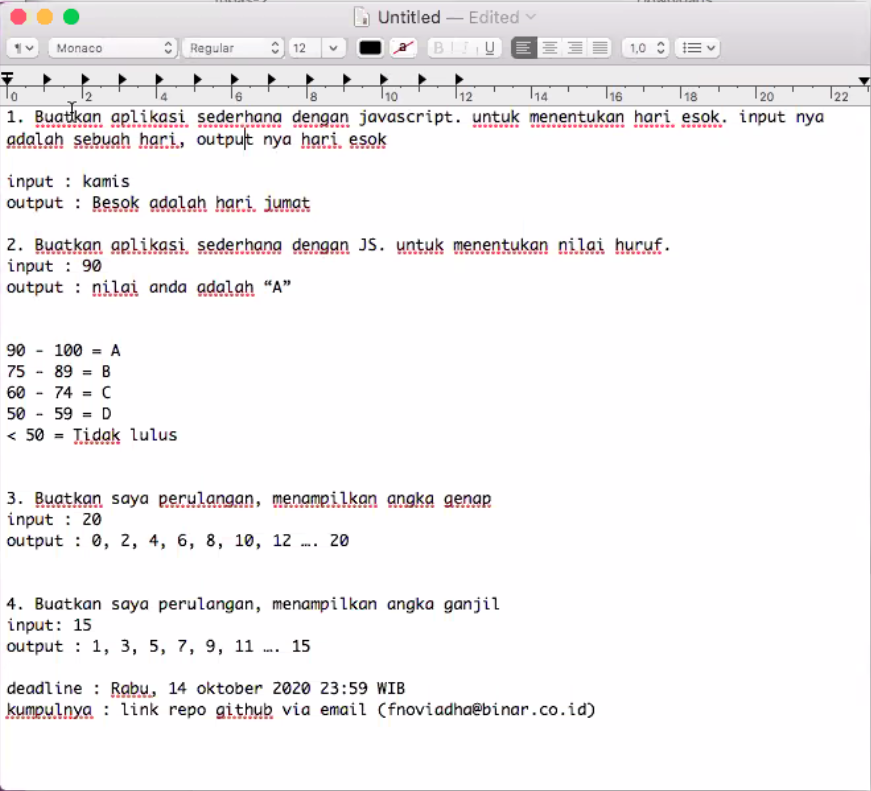 Untitled — Edited
¶ Monaco Regular 12 a B I U 1,0
0 2 4 6 8 10 12 14 16 18 20 22
1. Buatkan aplikasi sederhana dengan javascript. untuk menentukan hari esok. input nya
adalah sebuah hari, output nya hari esok
input : kamis
output : Besok adalah hari jumat
2. Buatkan aplikasi sederhana dengan JS. untuk menentukan nilai huruf.
input : 90
output : nilai anda adalah “A”
90 - 100 = A
75 - 89 = B
60 - 74 = C
50 - 59 = D
< 50 = Tidak lulus
3. Buatkan saya perulangan, menampilkan angka genap
input : 20
output : 0, 2, 4, 6, 8, 10, 12 …. 20
4. Buatkan saya perulangan, menampilkan angka ganjil
input: 15
output : 1, 3, 5, 7, 9, 11 …. 15
deadline : Rabu, 14 oktober 2020 23:59 WIB
kumpulnya : link repo github via email (fnoviadha@binar.co.id)